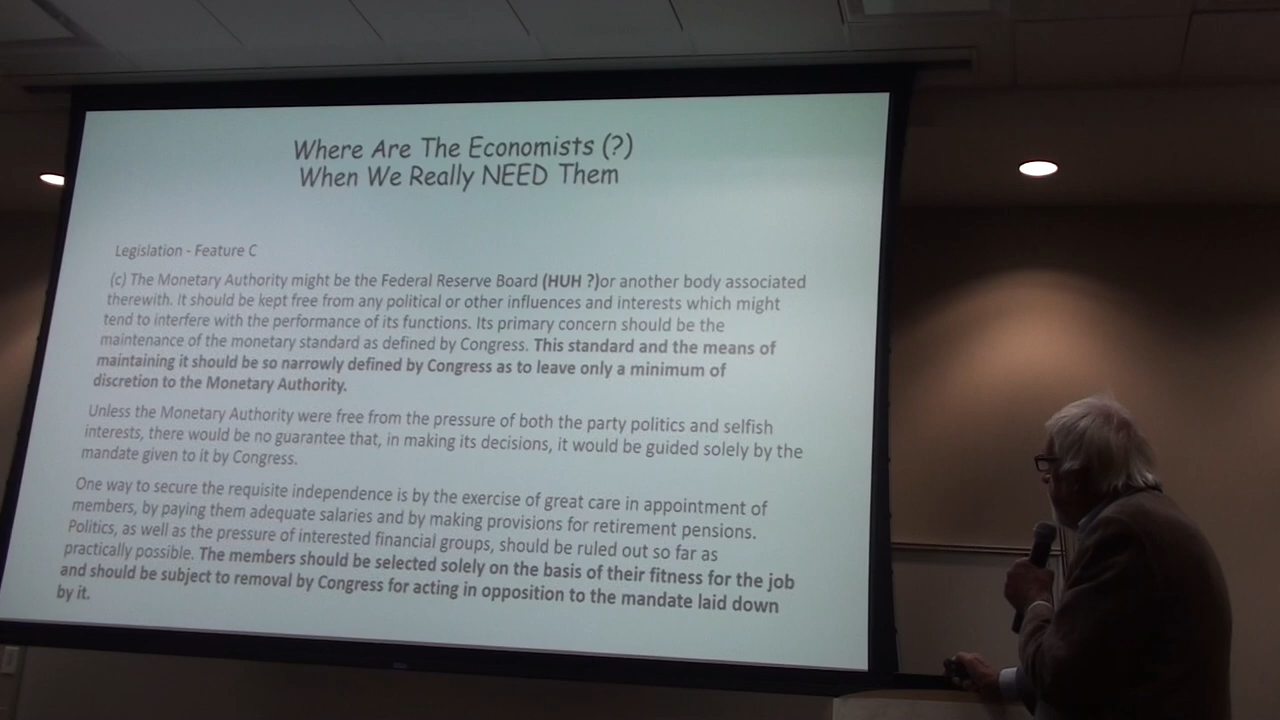 Where Are The Economists (?)
When We Really NEED Them
Legislation - Feature C
(c) The Monetary Authority might be the Federal Reserve Board (HUH ?)or another body associated
therewith. It should be kept free from any political or other influences and interests which might
tend to interfere with the performance of its functions. Its primary concern should be the
maintenance of the monetary standard as defined by Congress. This standard and the means of
maintaining it should be so narrowly defined by Congress as to leave only a minimum of
discretion to the Monetary Authority.
Unless the Monetary Authority were free from the pressure of both the party politics and selfish
interests, there would be no guarantee that, in making its decisions, it would be guided solely by the
mandate given to it by Congress.
One way to secure the requisite independence is by the exercise of great care in appointment of
members, by paying them adequate salaries and by making provisions for retirement pensions.
Politics, as well as the pressure of interested financial groups, should be ruled out so far as
practically possible. The members should be selected solely on the basis of their fitness for the job
and should be subject to removal by Congress for acting in opposition to the mandate laid down
by it.